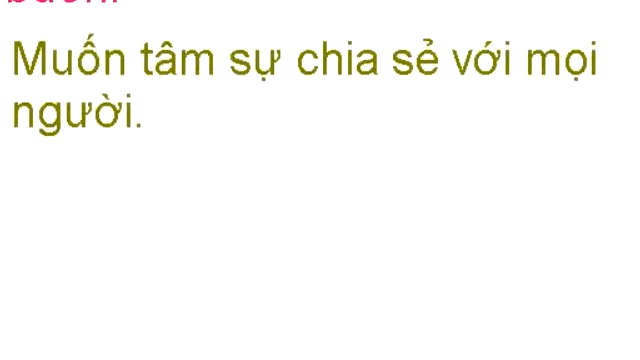 Muốn tâm sự chia sẻ với mọi
người.